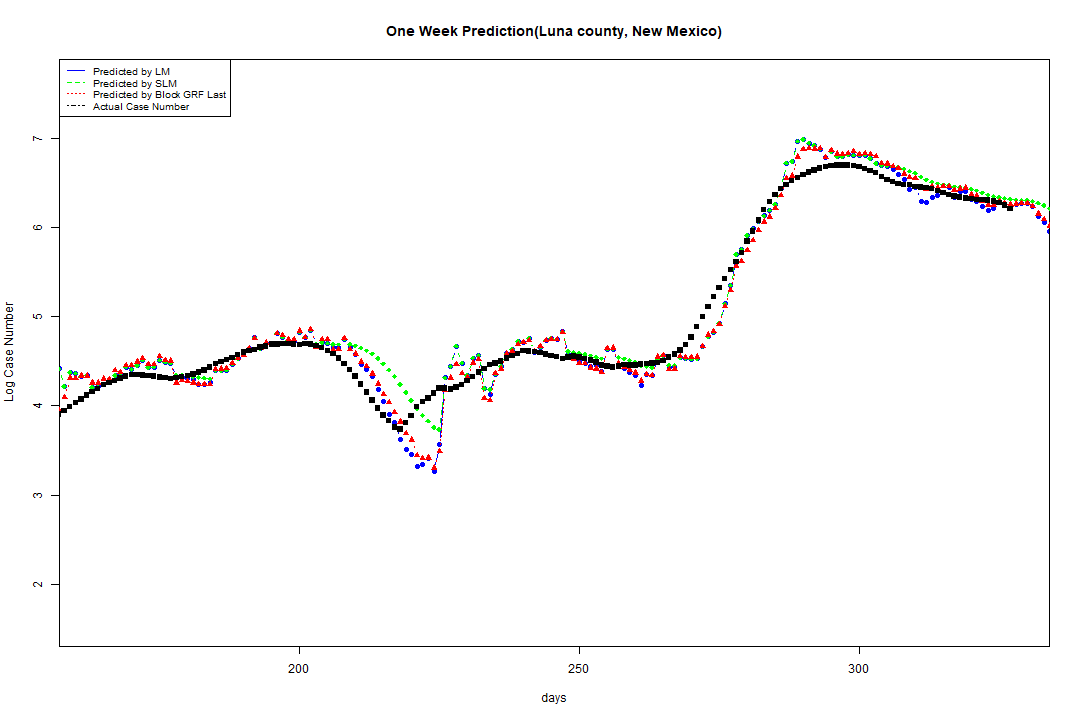 One Week Prediction(Luna county, New Mexico)
Predicted by LM
Predicted by SLM
Predicted by Block GRF Last
Actual Case Number
Log Case Number
7
6
5
4
3
2
200 250 300
days